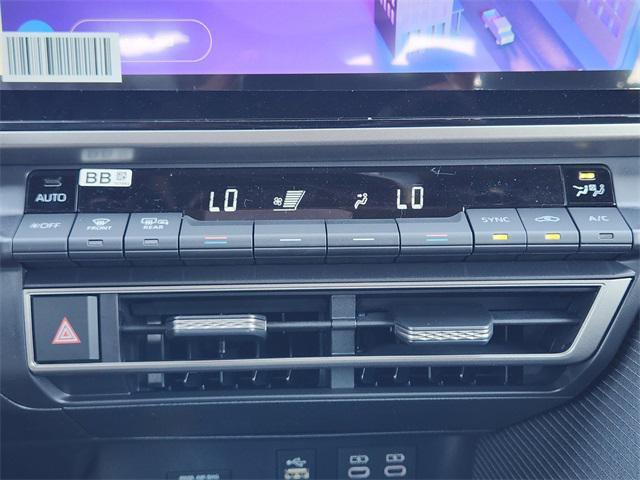 BB
AUTO
LO
LO
OFF
FRONT
REAR
SYNC
A/C